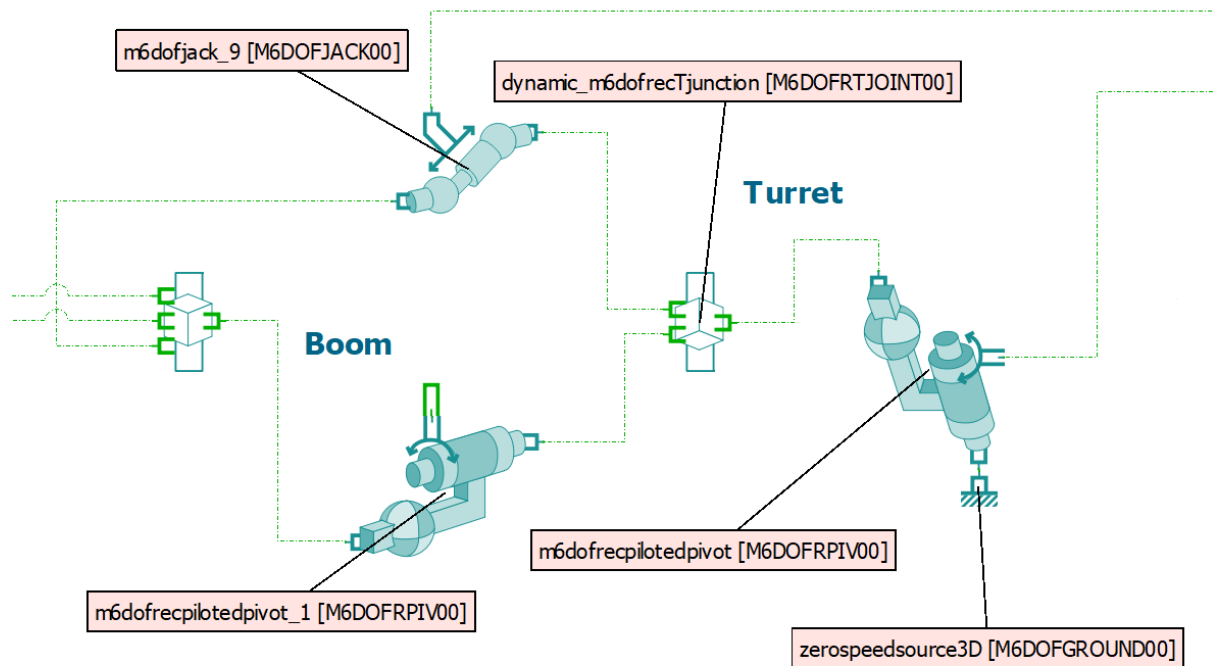 m6dofjack_9 [M6DOFJACK00]
dynamic_m6dofrecTjunction [M6DOFRTJOINT00]
Turret
Boom
m6dofrecpilotedpivot [M6DOFRPIV00]
m6dofrecpilotedpivot_1 [M6DOFRPIV00]
zerospeedsource3D [M6DOFGROUND00]